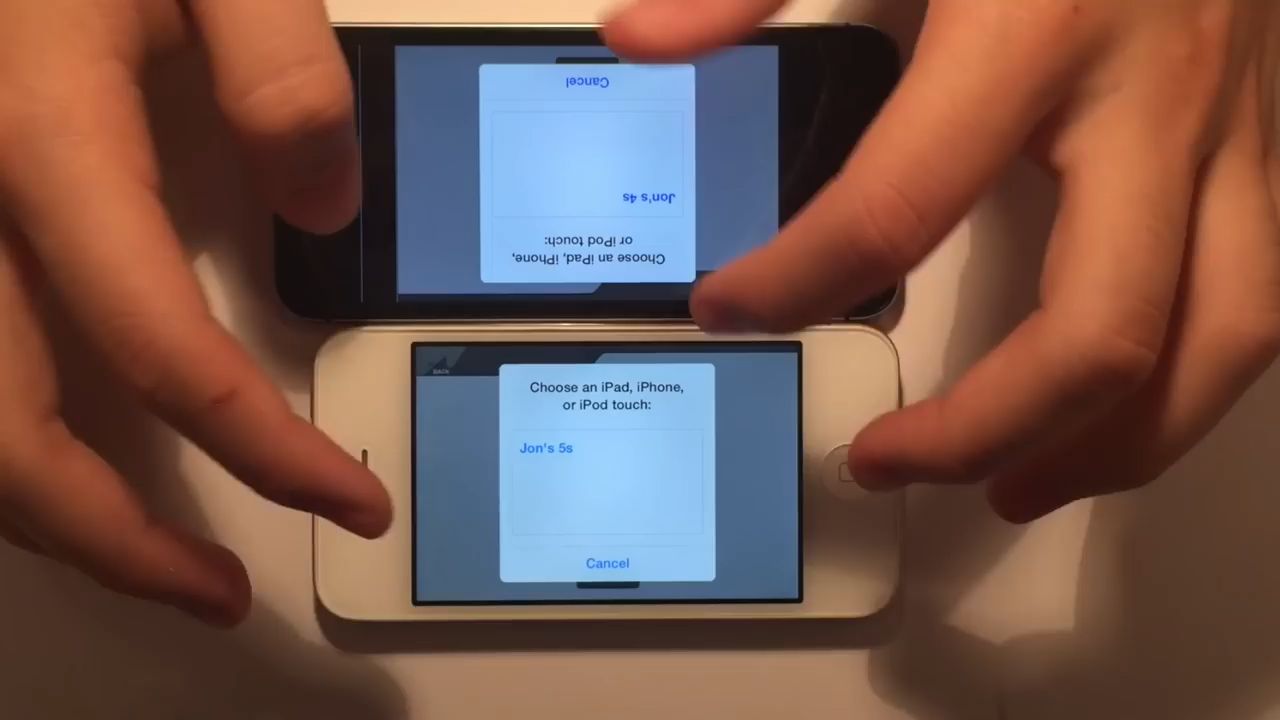 Cancel
Jon's 4s
Choose an iPad, iPhone,
or iPod touch:
BACK
Choose an iPad, iPhone,
or iPod touch:
Jon's 5s
Cancel